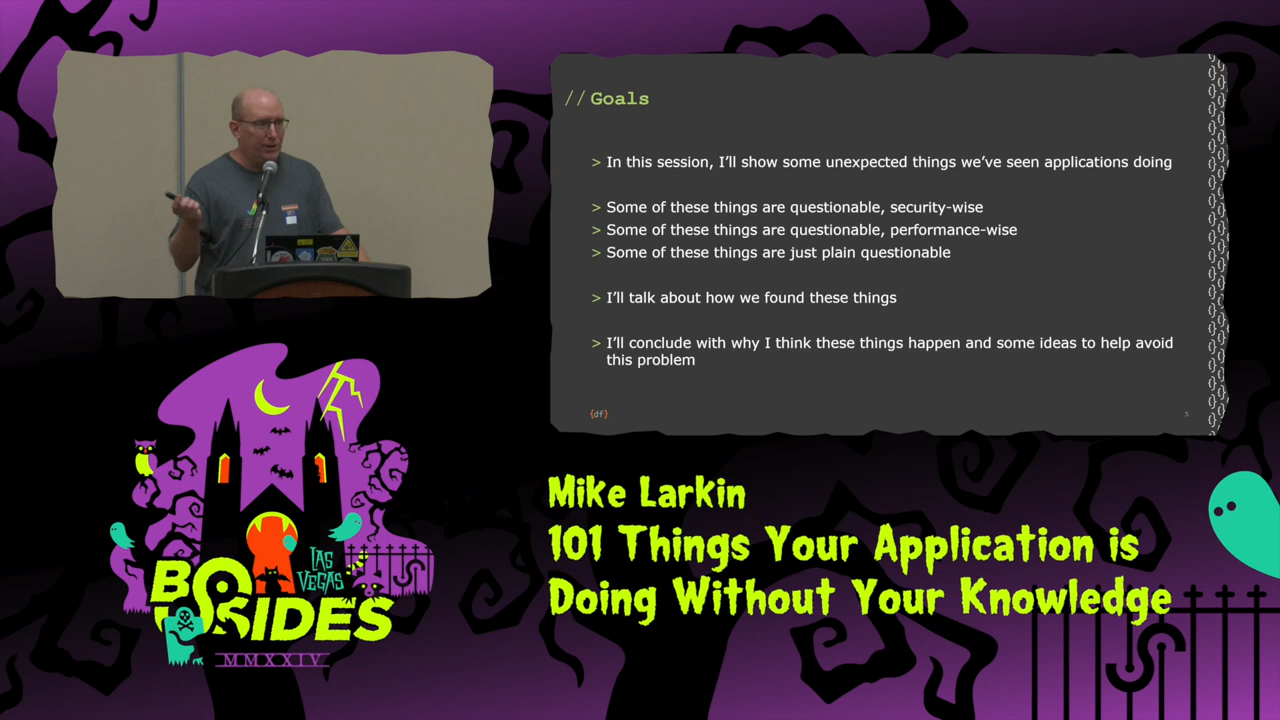 // Goals
> In this session, I'll show some unexpected things we've seen applications doing
> Some of these things are questionable, security-wise
> Some of these things are questionable, performance-wise
> Some of these things are just plain questionable
> I'll talk about how we found these things
> I'll conclude with why I think these things happen and some ideas to help avoid
this problem
{df}
5
LAS
VEGAS
BSIDES
MMXXIV
Mike Larkin
101 Things Your Application is
Doing Without Your Knowledge